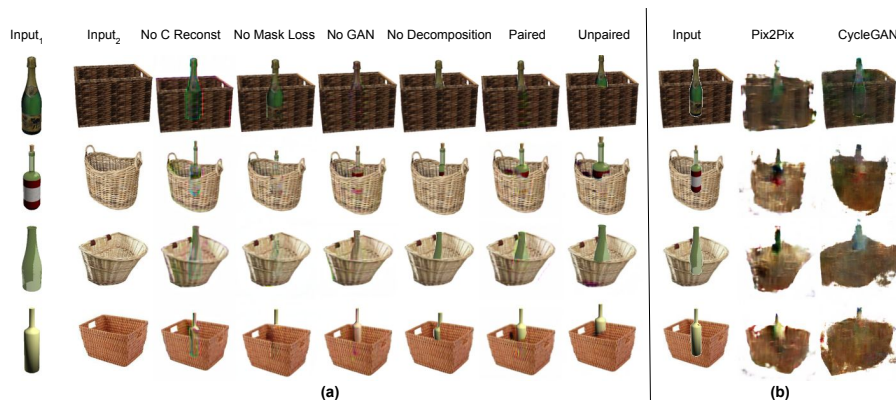 Input₁ Input₂ No C Reconst No Mask Loss No GAN No Decomposition Paired Unpaired Input Pix2Pix CycleGAN
(a) (b)